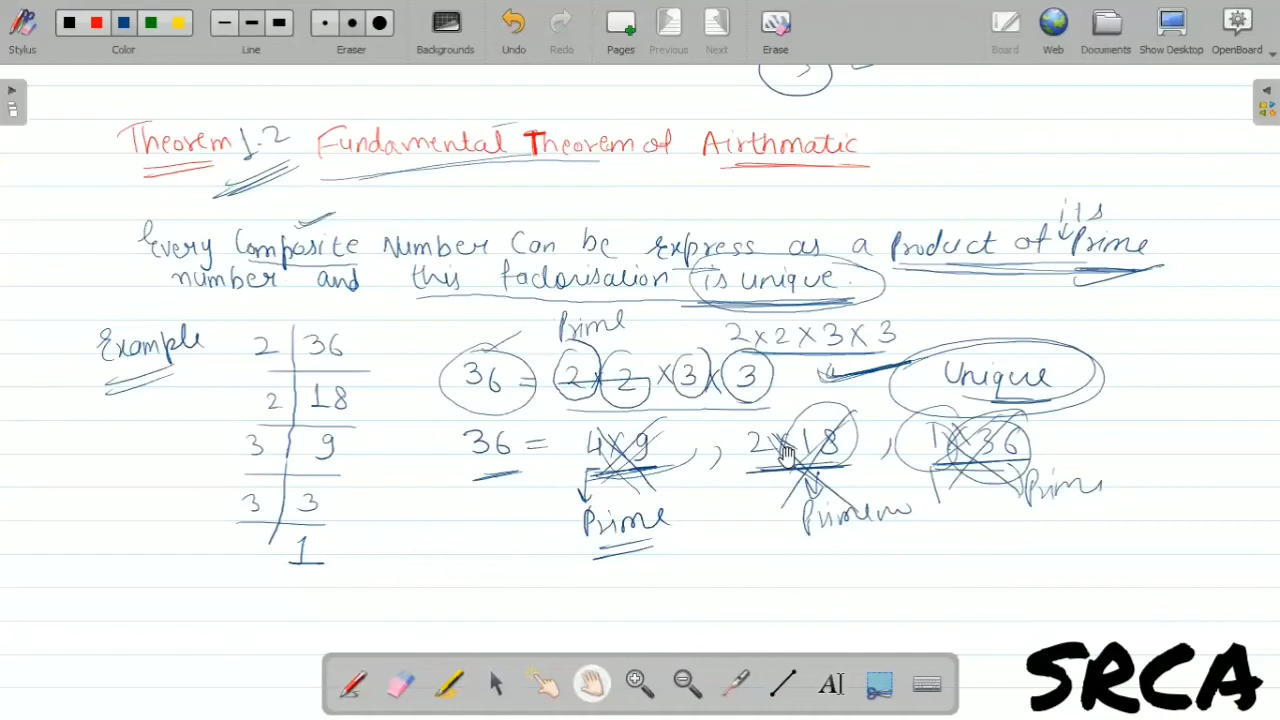 Stylus Color Line Eraser Backgrounds Undo Redo Pages Previous Next Erase Board Web Documents Show Desktop OpenBoard
Theorem 1.2 Fundamental Theorem of Airthmatic
its
Every Composite Number Can be express as a product of Prime
number and this factorisation is unique.
Example
2 | 36
2 | 18
3 | 9
3 | 3
1
Prime
2 x 2 x 3 x 3
36 = 2 x 2 x 3 x 3
Unique
36 = 4 x 9 , 2 x 18 , 1 x 36
Prime
Prime no
Prime
SRCA